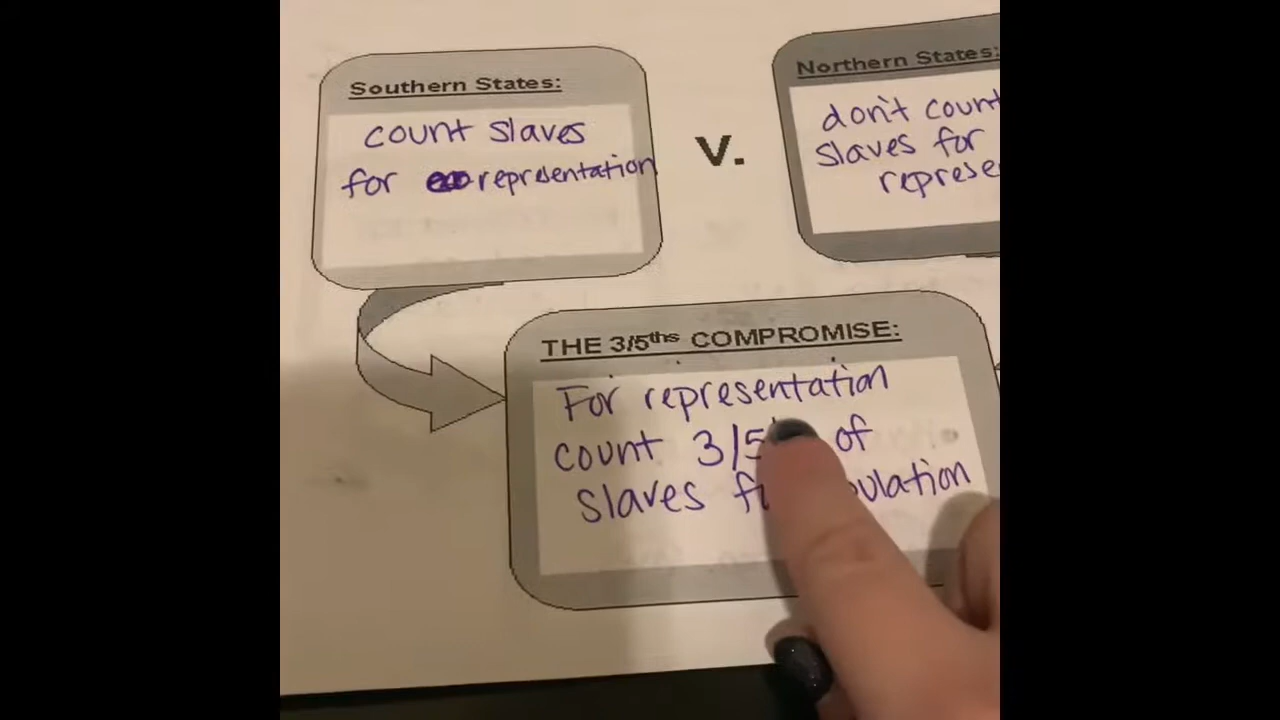 Southern States:
count slaves
for representation
V.
Northern States:
don't count
slaves for
THE 3/5ths COMPROMISE:
For representation
count 3/5 of
slaves